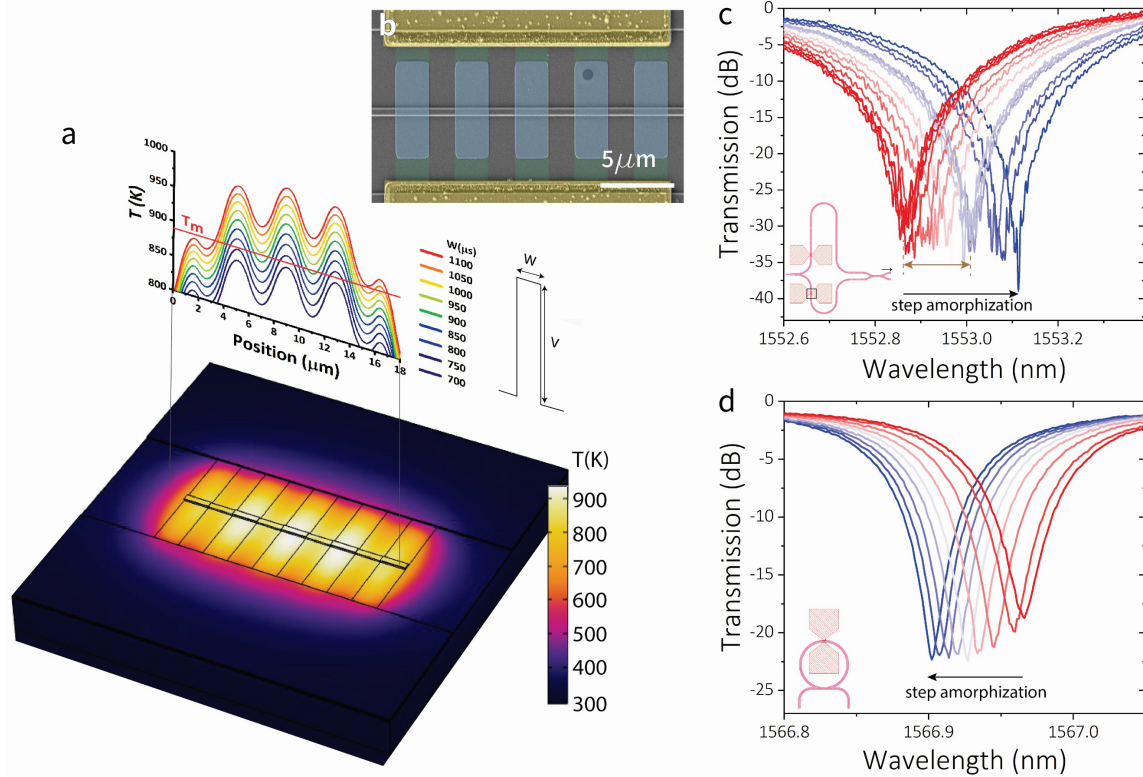 a
1000
950
900
850
800
T (K)
Tm
0
2
4
6
8
10
12
14
16
18
Position (μm)
W(μs)
1100
1050
1000
950
900
850
800
750
700
W
V
T(K)
900
800
700
600
500
400
300
b
5μm
c
0
-5
-10
-15
-20
-25
-30
-35
-40
Transmission (dB)
step amorphization
1552.6
1552.8
1553.0
1553.2
Wavelength (nm)
d
0
-5
-10
-15
-20
-25
Transmission (dB)
step amorphization
1566.8
1566.9
1567.0
Wavelength (nm)